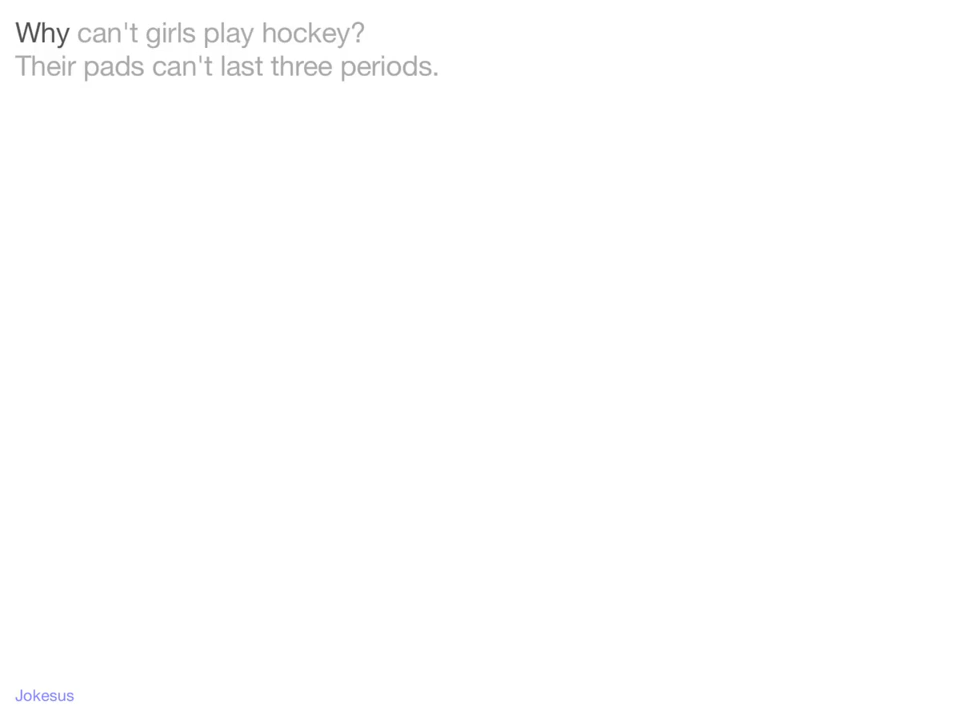 Why can't girls play hockey?
Their pads can't last three periods.
Jokesus